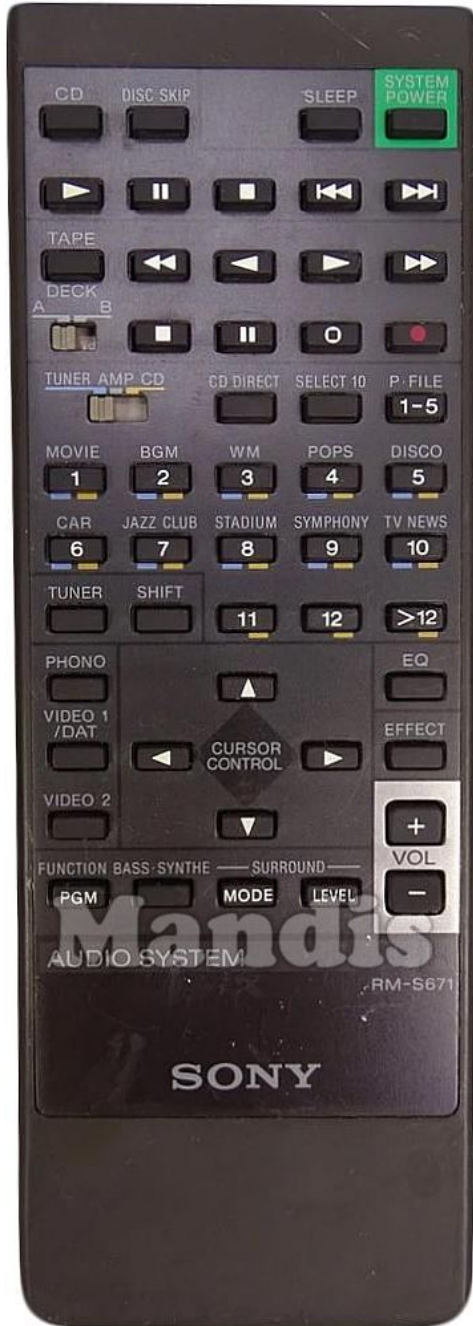 CD DISC SKIP SLEEP SYSTEM POWER
TAPE
DECK
A B
TUNER AMP CD CD DIRECT SELECT 10 P·FILE
1-5
MOVIE BGM WM POPS DISCO
1 2 3 4 5
CAR JAZZ CLUB STADIUM SYMPHONY TV NEWS
6 7 8 9 10
TUNER SHIFT
11 12 >12
PHONO EQ
VIDEO 1
/DAT EFFECT
CURSOR
CONTROL
VIDEO 2
+
VOL
-
FUNCTION BASS·SYNTHE SURROUND
PGM MODE LEVEL
Mandis
AUDIO SYSTEM
RM-S671
SONY